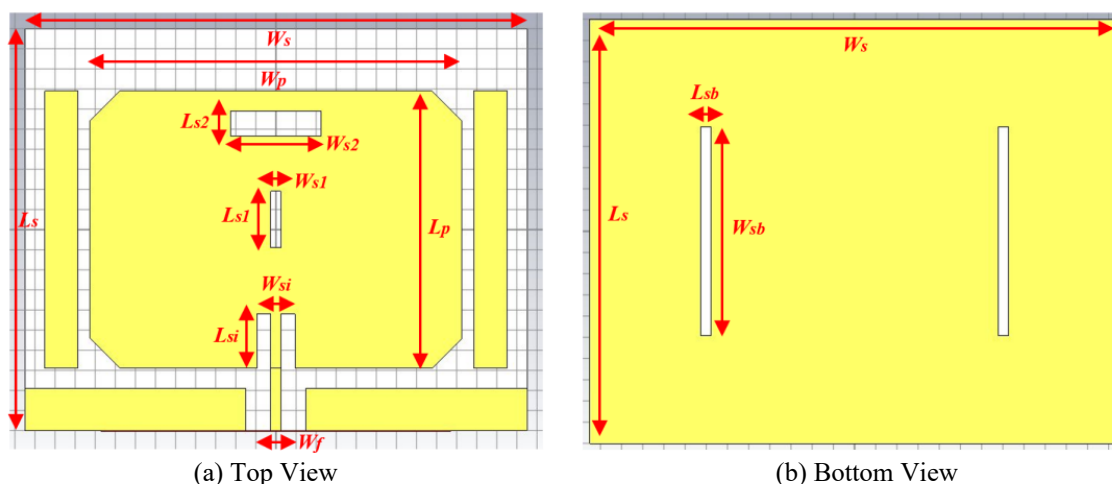 Ws
Wp
Ls2
Ws2
Ws1
Ls1
Ls
Lp
Wsi
Lsi
Wf
(a) Top View
Ws
Lsb
Ls
Wsb
(b) Bottom View